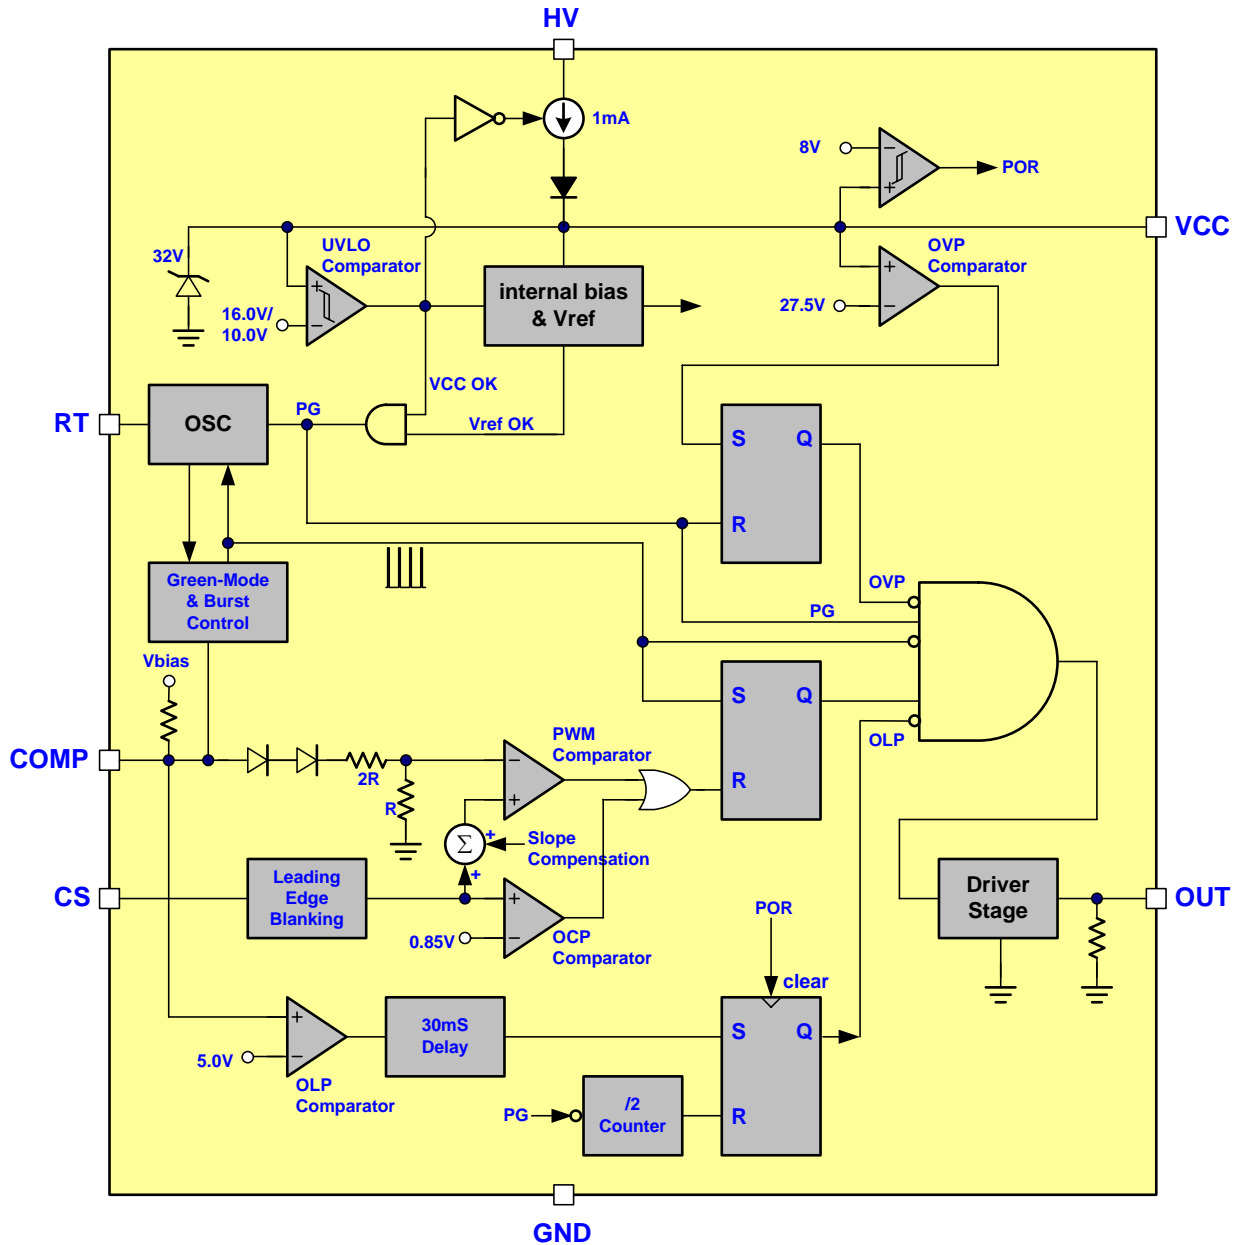 HV
1mA
8V
POR
VCC
32V
UVLO
Comparator
+
−
16.0V/
10.0V
internal bias
& Vref
OVP
Comparator
+
−
27.5V
−
+
VCC OK
RT
OSC
PG
Vref OK
S
Q
R
Green-Mode
& Burst
Control
OVP
PG
Vbias
S
Q
OLP
R
COMP
2R
R
PWM
Comparator
−
+
+
Σ
Slope
Compensation
+
CS
Leading
Edge
Blanking
+
−
0.85V
OCP
Comparator
Driver
Stage
OUT
POR
clear
+
−
5.0V
OLP
Comparator
30mS
Delay
S
Q
PG
/2
Counter
R
GND